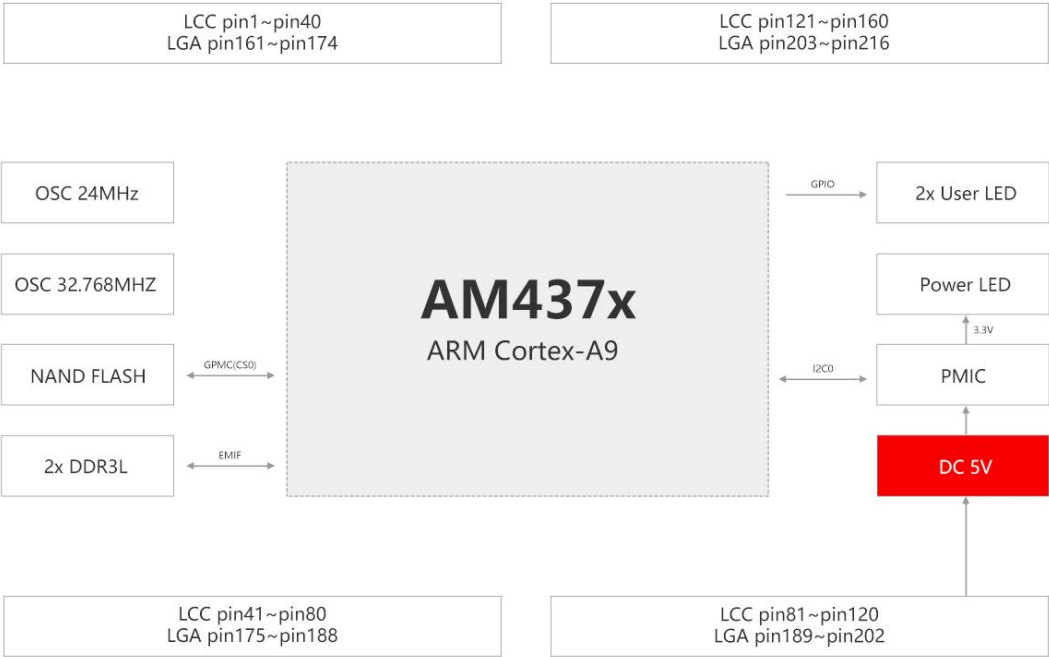 LCC pin1~pin40
LGA pin161~pin174
LCC pin121~pin160
LGA pin203~pin216
OSC 24MHz
OSC 32.768MHZ
NAND FLASH
2x DDR3L
GPMC(CS0)
EMIF
AM437x
ARM Cortex-A9
GPIO
I2C0
2x User LED
Power LED
3.3V
PMIC
DC 5V
LCC pin41~pin80
LGA pin175~pin188
LCC pin81~pin120
LGA pin189~pin202